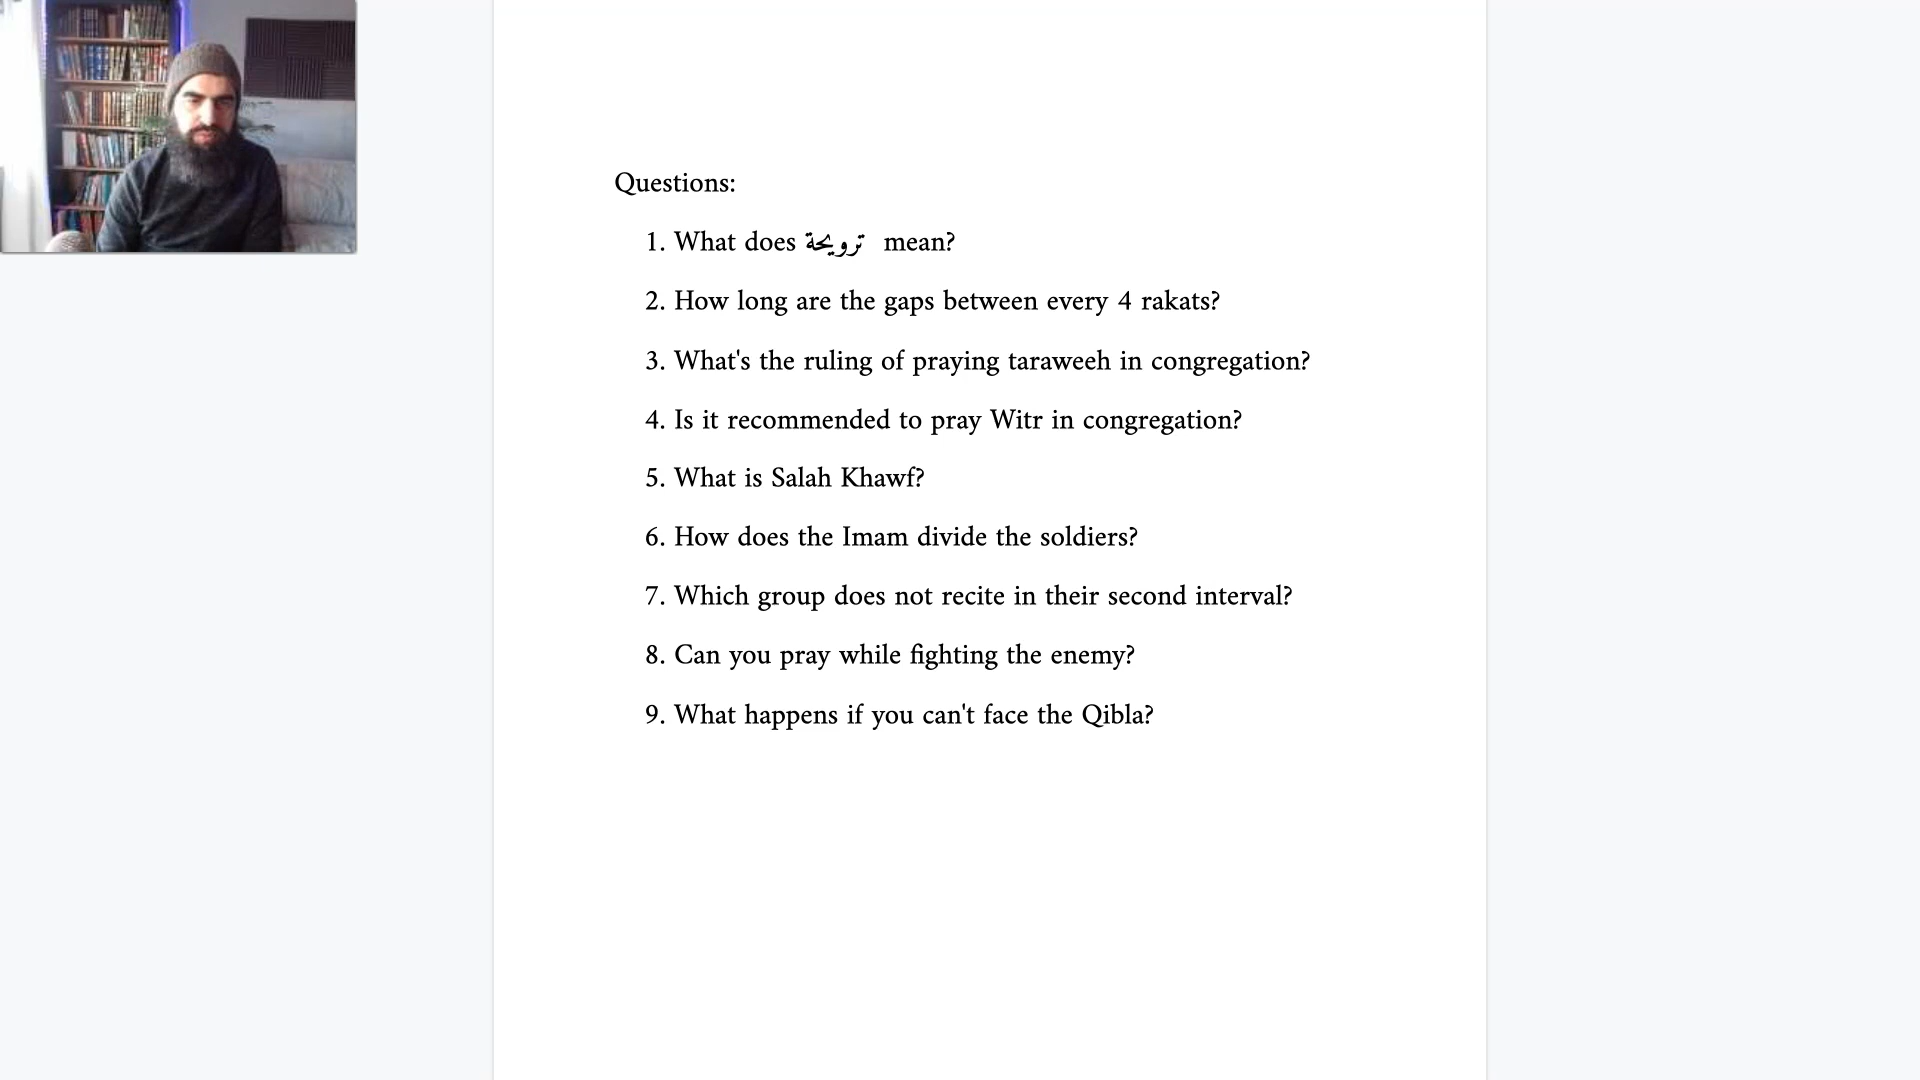 Questions:
1. What does ترويحة mean?
2. How long are the gaps between every 4 rakats?
3. What's the ruling of praying taraweeh in congregation?
4. Is it recommended to pray Witr in congregation?
5. What is Salah Khawf?
6. How does the Imam divide the soldiers?
7. Which group does not recite in their second interval?
8. Can you pray while fighting the enemy?
9. What happens if you can't face the Qibla?